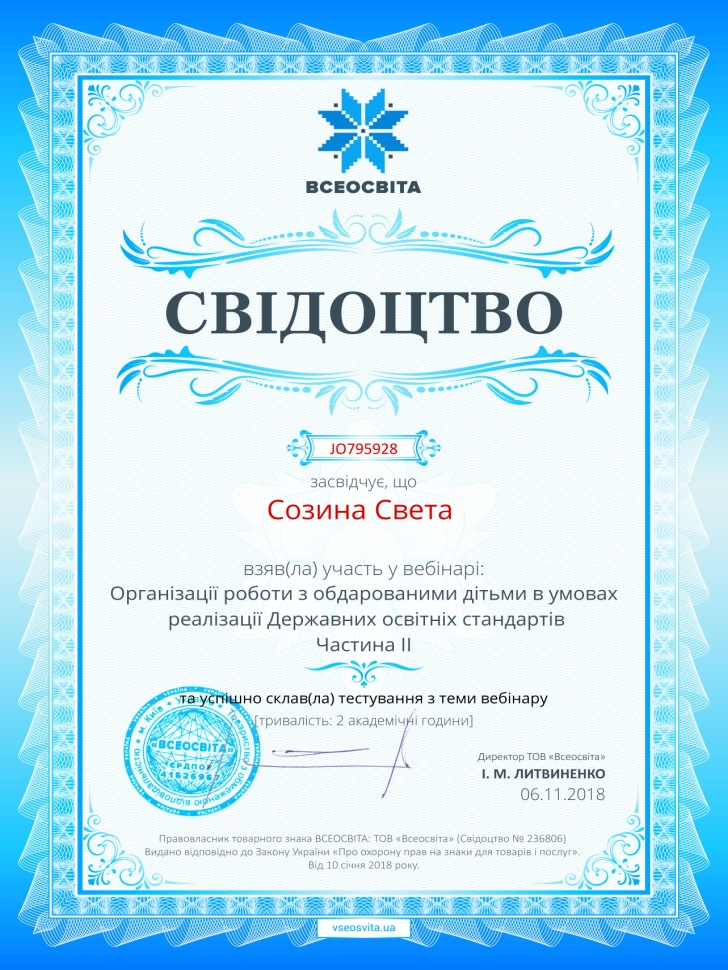 ВСЕОСВІТА
СВІДОЦТВО
JO795928
засвідчує, що
Созина Света
взяв(ла) участь у вебінарі:
Організації роботи з обдарованими дітьми в умовах
реалізації Державних освітніх стандартів
Частина II
та успішно склав(ла) тестування з теми вебінару
[тривалість: 2 академічні години]
«ВСЕОСВІТА»
ЄРДПОУ
41526967
Директор ТОВ «Всеосвіта»
І. М. ЛИТВИНЕНКО
06.11.2018
Правовласник товарного знака ВСЕОСВІТА: ТОВ «Всеосвіта» (Свідоцтво № 236806)
Видано відповідно до Закону України «Про охорону прав на знаки для товарів і послуг».
Від 10 січня 2018 року.
vseosvita.ua